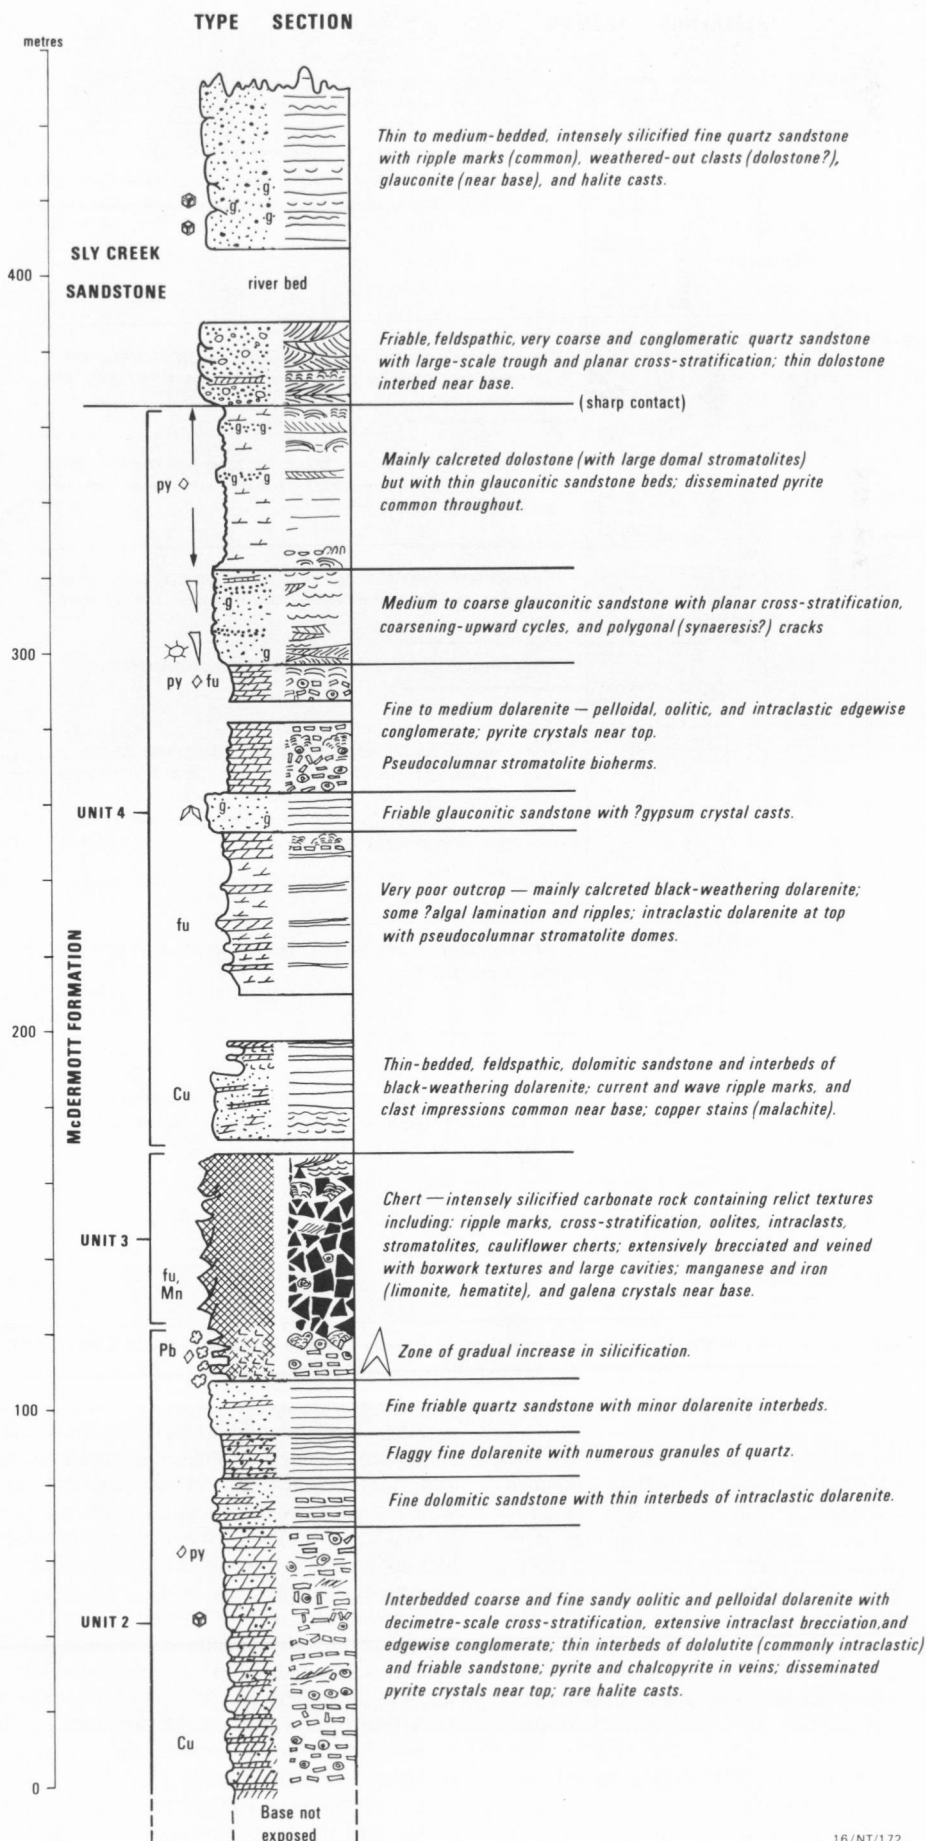 TYPE SECTION
metres
Thin to medium-bedded, intensely silicified fine quartz sandstone
with ripple marks (common), weathered-out clasts (dolostone?),
glauconite (near base), and halite casts.
g
g
g
SLY CREEK
SANDSTONE
400
river bed
Friable, feldspathic, very coarse and conglomeratic quartz sandstone
with large-scale trough and planar cross-stratification; thin dolostone
interbed near base.
(sharp contact)
g g
Mainly calcreted dolostone (with large domal stromatolites)
but with thin glauconitic sandstone beds; disseminated pyrite
common throughout.
py
g g
Medium to coarse glauconitic sandstone with planar cross-stratification,
coarsening-upward cycles, and polygonal (synaeresis?) cracks
g
300
g
py fu
Fine to medium dolarenite — pelloidal, oolitic, and intraclastic edgewise
conglomerate; pyrite crystals near top.
Pseudocolumnar stromatolite bioherms.
UNIT 4
g
g
Friable glauconitic sandstone with ?gypsum crystal casts.
Very poor outcrop — mainly calcreted black-weathering dolarenite;
some ?algal lamination and ripples; intraclastic dolarenite at top
with pseudocolumnar stromatolite domes.
fu
McDERMOTT FORMATION
200
Thin-bedded, feldspathic, dolomitic sandstone and interbeds of
black-weathering dolarenite; current and wave ripple marks, and
clast impressions common near base; copper stains (malachite).
Cu
Chert — intensely silicified carbonate rock containing relict textures
including: ripple marks, cross-stratification, oolites, intraclasts,
stromatolites, cauliflower cherts; extensively brecciated and veined
with boxwork textures and large cavities; manganese and iron
(limonite, hematite), and galena crystals near base.
UNIT 3
fu,
Mn
Pb
Zone of gradual increase in silicification.
100
Fine friable quartz sandstone with minor dolarenite interbeds.
Flaggy fine dolarenite with numerous granules of quartz.
Fine dolomitic sandstone with thin interbeds of intraclastic dolarenite.
py
UNIT 2
Interbedded coarse and fine sandy oolitic and pelloidal dolarenite with
decimetre-scale cross-stratification, extensive intraclast brecciation,and
edgewise conglomerate; thin interbeds of dololutite (commonly intraclastic)
and friable sandstone; pyrite and chalcopyrite in veins; disseminated
pyrite crystals near top; rare halite casts.
Cu
0
Base not
exposed
16/NT/172